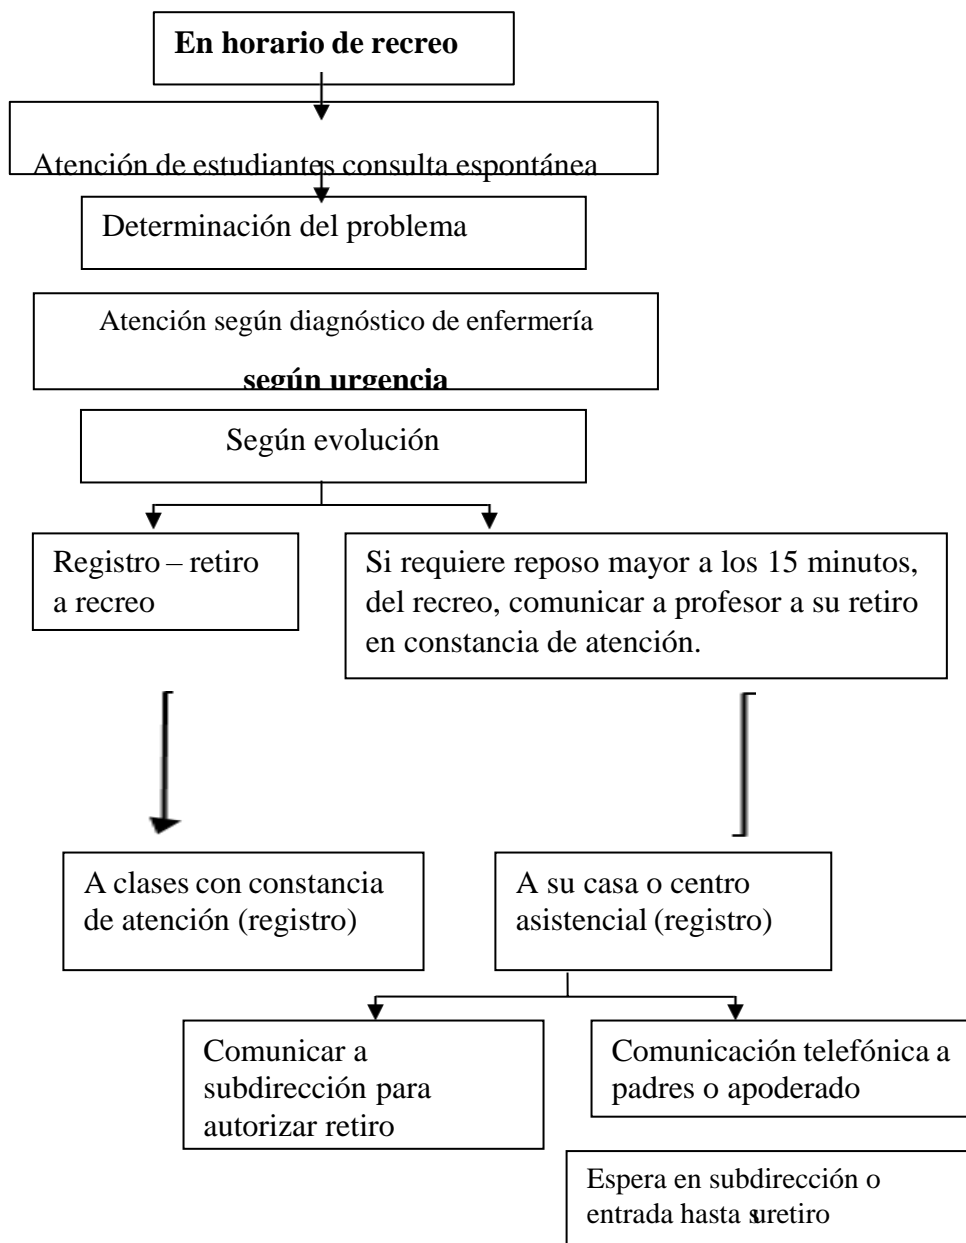 En horario de recreo
Atención de estudiantes consulta espontánea
Determinación del problema
Atención según diagnóstico de enfermería
según urgencia
Según evolución
Registro – retiro
a recreo
Si requiere reposo mayor a los 15 minutos,
del recreo, comunicar a profesor a su retiro
en constancia de atención.
A clases con constancia
de atención (registro)
A su casa o centro
asistencial (registro)
Comunicar a
subdirección para
autorizar retiro
Comunicación telefónica a
padres o apoderado
Espera en subdirección o
entrada hasta suretiro